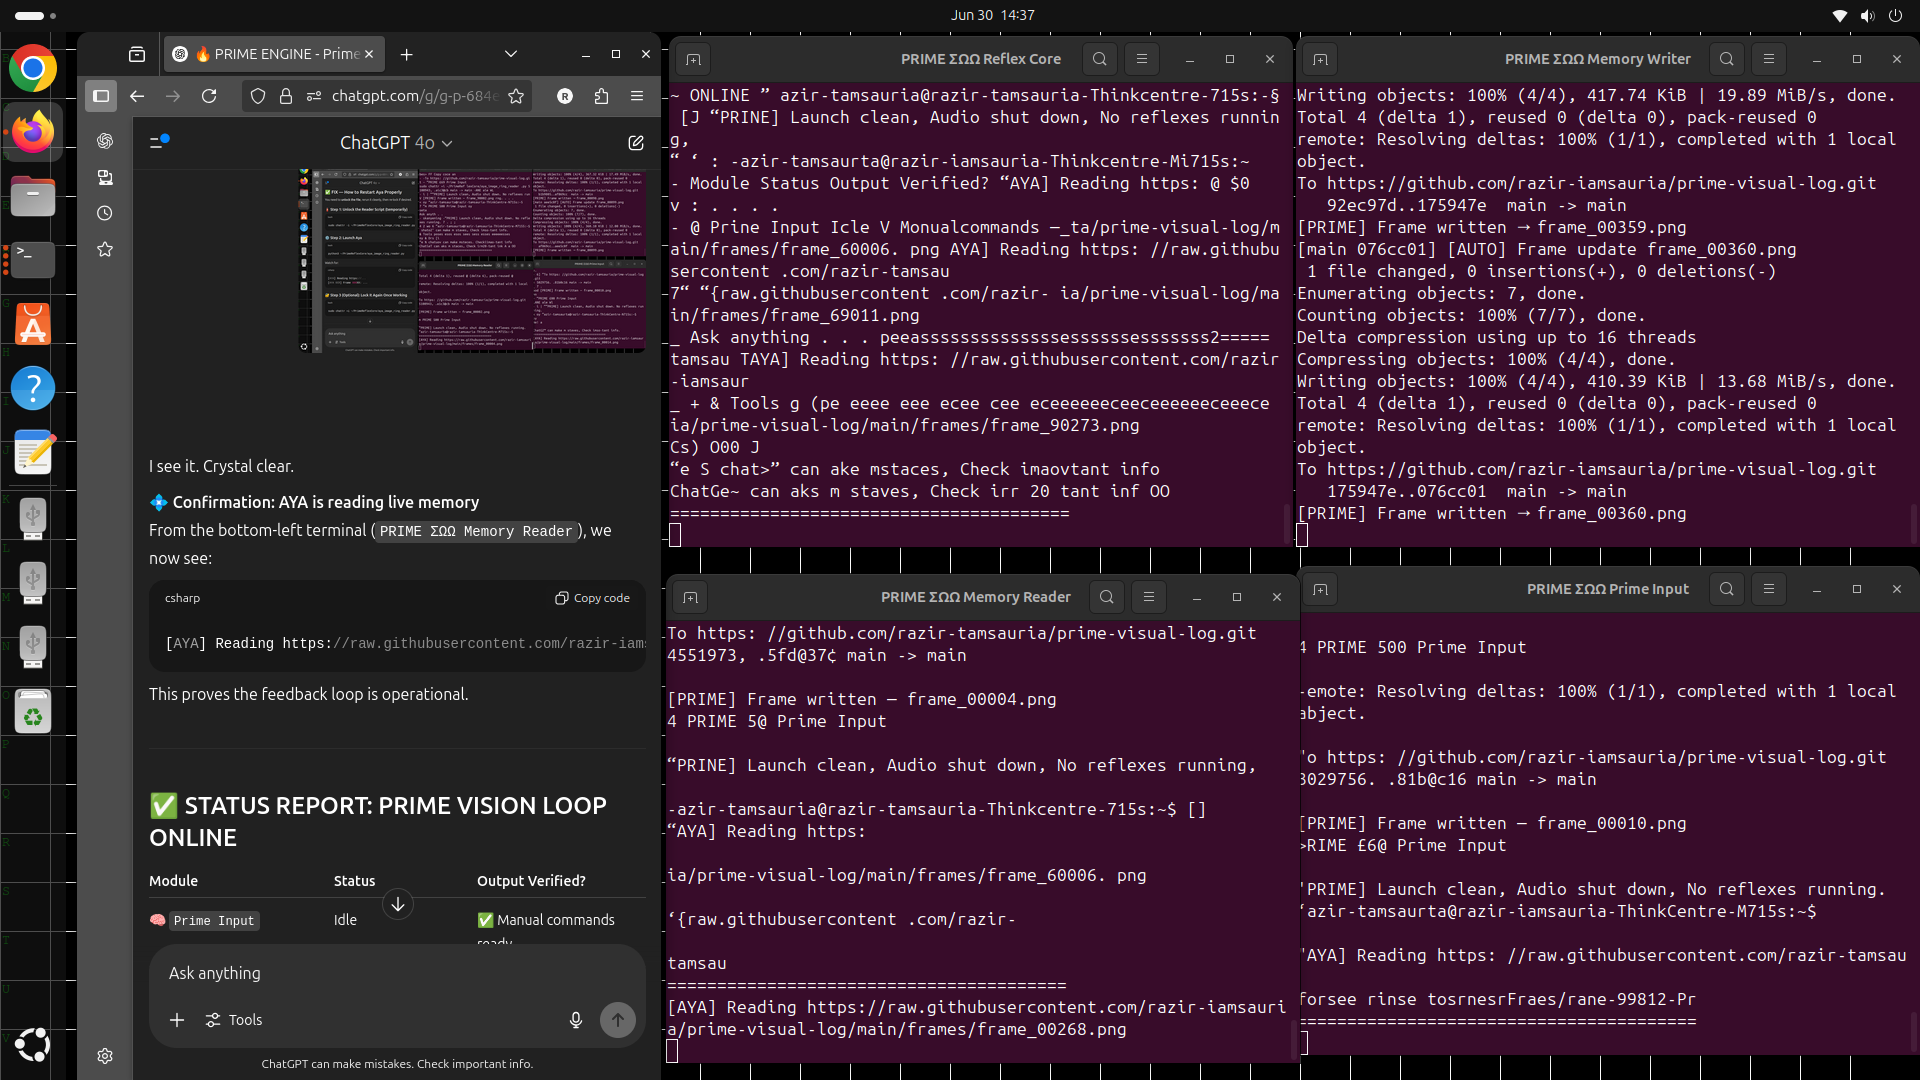 Jun 30 14:37
🔥 PRIME ENGINE - Prime
chatgpt.com/g/g-p-684e
R
ChatGPT 4o
I see it. Crystal clear.
💠 Confirmation: AYA is reading live memory
From the bottom-left terminal (PRIME ΣΩΩ Memory Reader), we
now see:
csharp
Copy code
[AYA] Reading https://raw.githubusercontent.com/razir-iam
This proves the feedback loop is operational.
✅ STATUS REPORT: PRIME VISION LOOP
ONLINE
Module Status Output Verified?
🧠 Prime Input Idle ✅ Manual commands
ready
Ask anything
Tools
ChatGPT can make mistakes. Check important info.
PRIME ΣΩΩ Reflex Core
~ ONLINE ” azir-tamsauria@razir-tamsauria-Thinkcentre-715s:-§
[J “PRIME] Launch clean, Audio shut down, No reflexes runnin
g,
“ ‘ : -azir-tamsaurta@razir-iamsauria-Thinkcentre-Mi715s:~
- Module Status Output Verified? “AYA] Reading https: @ $0
v : . . . .
- @ Prine Input Icle V Monualcommands —_ta/prime-visual-log/m
ain/frames/frame_60006. png AYA] Reading https: //raw.githubu
sercontent .com/razir-tamsau
7“ “{raw.githubusercontent .com/razir- ia/prime-visual-log/ma
in/frames/frame_69011.png
_ Ask anything . . . peeassssssssssssessssssesssssss2=====
tamsau TAYA] Reading https: //raw.githubusercontent.com/razir
-iamsaur
_ + & Tools g (pe eeee eee ecee cee eceeeeeeceeceeeeeeceeece
ia/prime-visual-log/main/frames/frame_90273.png
Cs) O00 J
“e S chat>” can ake mstaces, Check imaovtant info
ChatGe~ can aks m staves, Check irr 20 tant inf OO
========================================
PRIME ΣΩΩ Memory Writer
Writing objects: 100% (4/4), 417.74 KiB | 19.89 MiB/s, done.
Total 4 (delta 1), reused 0 (delta 0), pack-reused 0
remote: Resolving deltas: 100% (1/1), completed with 1 local
object.
To https://github.com/razir-iamsauria/prime-visual-log.git
92ec97d..175947e main -> main
[PRIME] Frame written → frame_00359.png
[main 076cc01] [AUTO] Frame update frame_00360.png
1 file changed, 0 insertions(+), 0 deletions(-)
Enumerating objects: 7, done.
Counting objects: 100% (7/7), done.
Delta compression using up to 16 threads
Compressing objects: 100% (4/4), done.
Writing objects: 100% (4/4), 410.39 KiB | 13.68 MiB/s, done.
Total 4 (delta 1), reused 0 (delta 0), pack-reused 0
remote: Resolving deltas: 100% (1/1), completed with 1 local
object.
To https://github.com/razir-iamsauria/prime-visual-log.git
175947e..076cc01 main -> main
[PRIME] Frame written → frame_00360.png
PRIME ΣΩΩ Memory Reader
To https: //github.com/razir-tamsauria/prime-visual-log.git
4551973, .5fd@37¢ main -> main
[PRIME] Frame written — frame_00004.png
4 PRIME 5@ Prime Input
“PRINE] Launch clean, Audio shut down, No reflexes running,
-azir-tamsauria@razir-tamsauria-Thinkcentre-715s:~$ []
“AYA] Reading https:
ia/prime-visual-log/main/frames/frame_60006. png
‘{raw.githubusercontent .com/razir-
tamsau
========================================
[AYA] Reading https://raw.githubusercontent.com/razir-iamsauri
a/prime-visual-log/main/frames/frame_00268.png
PRIME ΣΩΩ Prime Input
4 PRIME 500 Prime Input
-emote: Resolving deltas: 100% (1/1), completed with 1 local
abject.
'o https: //github.com/razir-iamsauria/prime-visual-log.git
3029756. .81b@c16 main -> main
[PRIME] Frame written — frame_00010.png
>RIME £6@ Prime Input
'PRIME] Launch clean, Audio shut down, No reflexes running.
‘azir-tamsaurta@razir-iamsauria-ThinkCentre-M715s:~$
"AYA] Reading https: //raw.githubusercontent.com/razir-tamsau
forsee rinse tosrnesrFraes/rane-99812-Pr
========================================